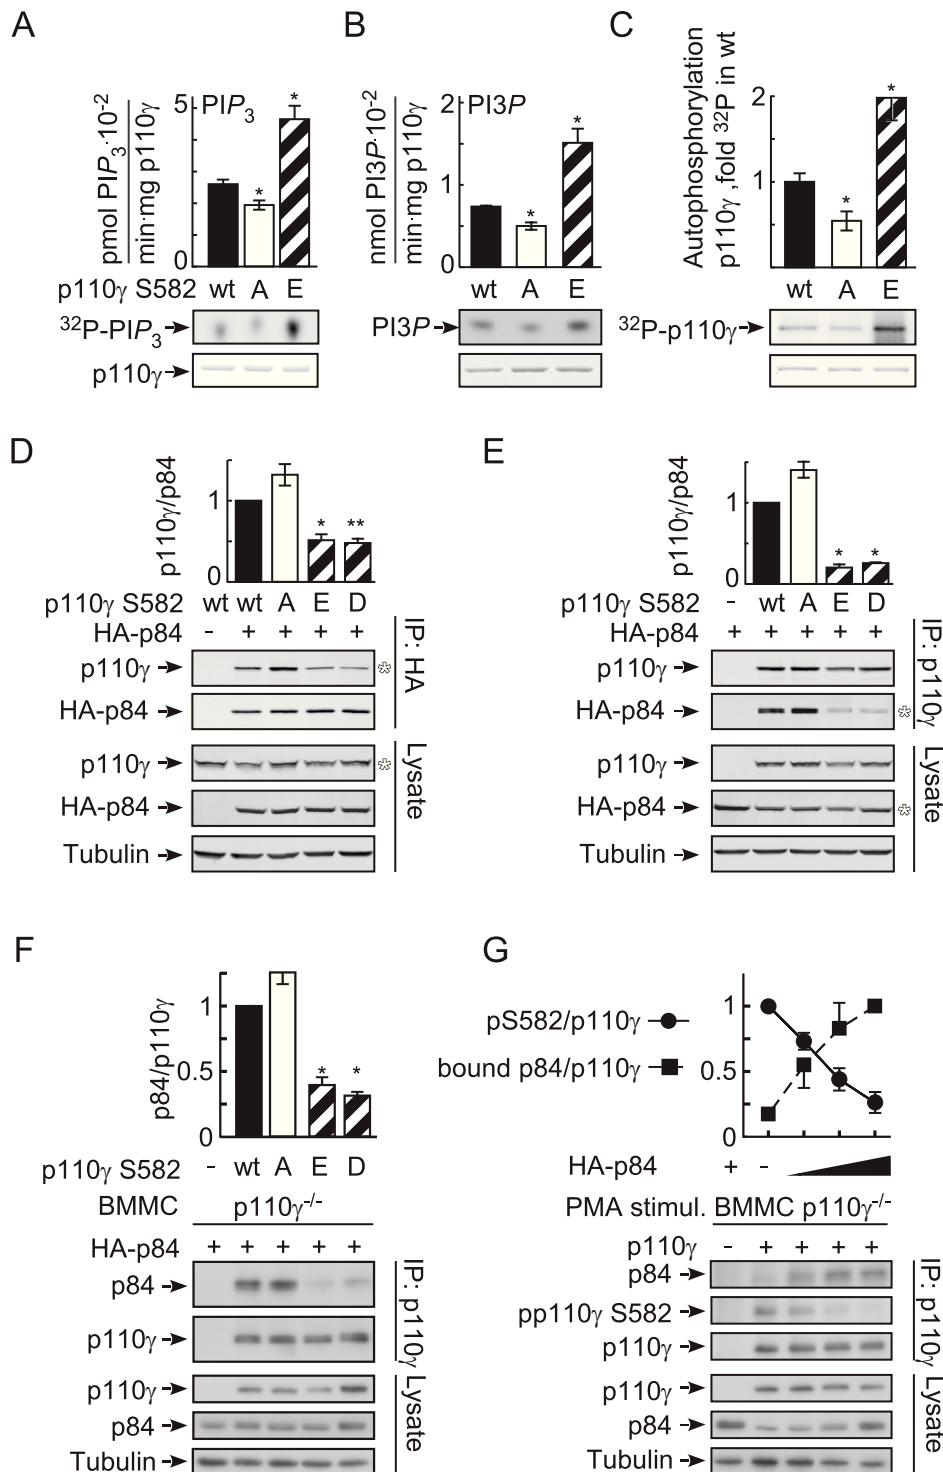 A
pmol PIP3·10-2
min·mg p110γ
5
0
PIP3
*
*
p110γ S582 wt A E
32P-PIP3
p110γ
B
nmol PI3P·10-2
min·mg p110γ
2
1
0
PI3P
*
*
wt A E
PI3P
C
Autophosphorylation
p110γ ,fold 32P in wt
2
1
*
*
wt A E
32P-p110γ
D
p110γ/p84
1
0
* **
p110γ S582 wt wt A E D
HA-p84 - + + + +
p110γ
HA-p84
IP: HA
p110γ
HA-p84
Tubulin
Lysate
E
p110γ/p84
1
0
* *
p110γ S582 - wt A E D
HA-p84 + + + + +
p110γ
HA-p84
IP: p110γ
p110γ
HA-p84
Tubulin
Lysate
F
p84/p110γ
1
0.5
0
* *
p110γ S582 - wt A E D
BMMC p110γ-/-
HA-p84 + + + + +
p84
p110γ
IP: p110γ
p110γ
p84
Tubulin
Lysate
G
pS582/p110γ
bound p84/p110γ
1
0.5
0
HA-p84 + -
PMA stimul. BMMC p110γ-/-
p110γ - + + + +
p84
pp110γ S582
p110γ
IP: p110γ
p110γ
p84
Tubulin
Lysate